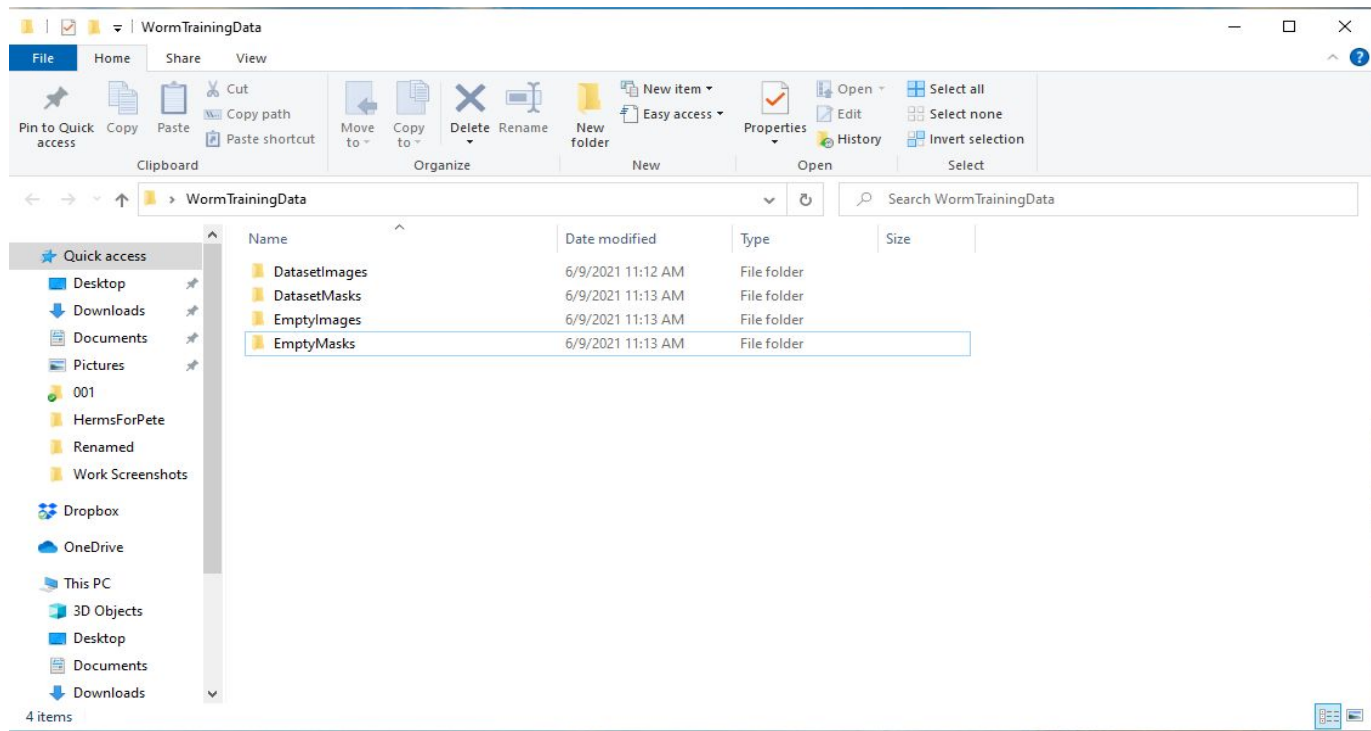 WormTrainingData
File Home Share View
Pin to Quick access
Copy
Paste
Cut
Copy path
Paste shortcut
Clipboard
Move to
Copy to
Delete
Rename
Organize
New folder
New item
Easy access
New
Properties
Open
Edit
History
Open
Select all
Select none
Invert selection
Select
WormTrainingData
Search WormTrainingData
Name Date modified Type Size
DatasetImages 6/9/2021 11:12 AM File folder
DatasetMasks 6/9/2021 11:13 AM File folder
EmptyImages 6/9/2021 11:13 AM File folder
EmptyMasks 6/9/2021 11:13 AM File folder
Quick access
Desktop
Downloads
Documents
Pictures
001
HermsForPete
Renamed
Work Screenshots
Dropbox
OneDrive
This PC
3D Objects
Desktop
Documents
Downloads
4 items